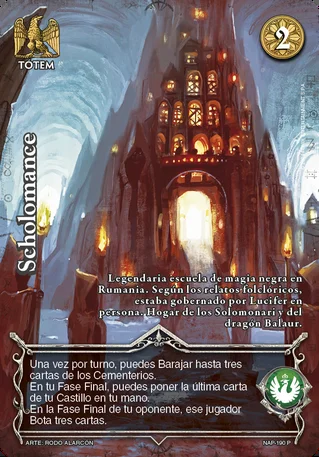 TÓTEM
2
Scholomance
Legendaria escuela de magia negra en
Rumania. Según los relatos folclóricos,
estaba gobernado por Lucifer en
persona. Hogar de los Solomonari y del
dragón Balaur.
Una vez por turno, puedes Barajar hasta tres
cartas de los Cementerios.
En tu Fase Final, puedes poner la última carta
de tu Castillo en tu mano.
En la Fase Final de tu oponente, ese jugador
Bota tres cartas.
ARTE: RODO ALARCÓN.
NAP-190 P